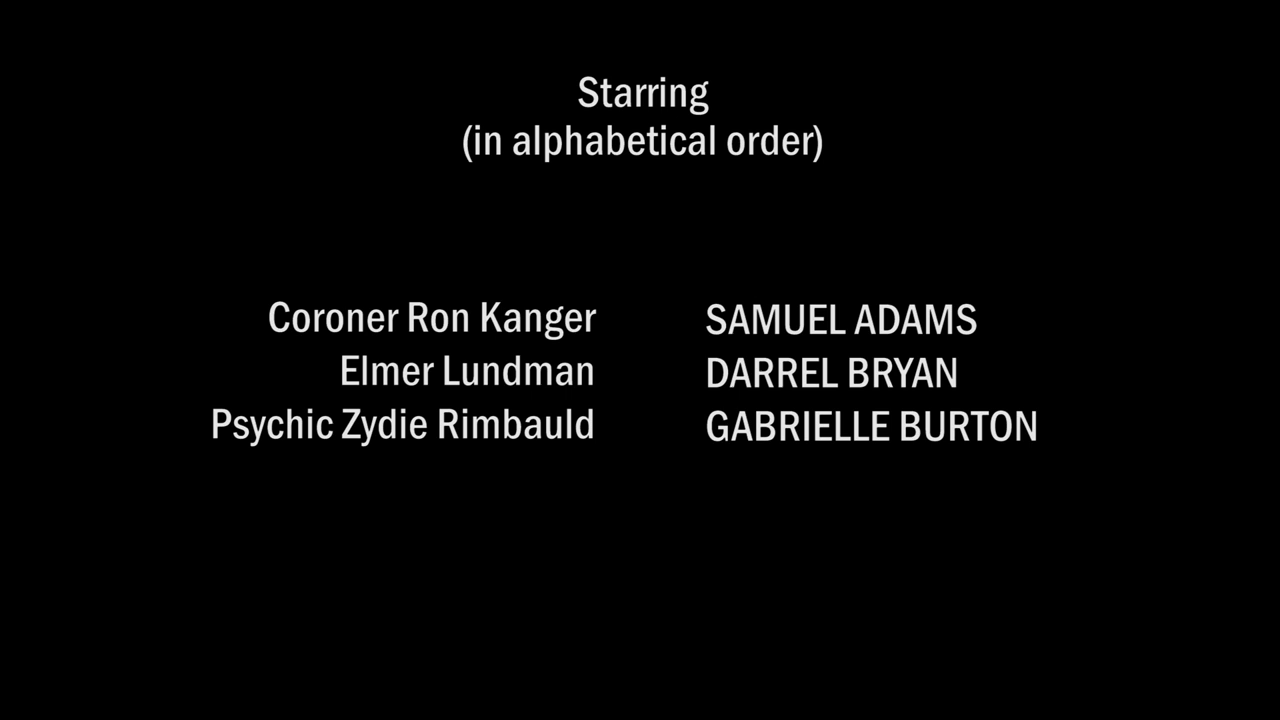 Starring
(in alphabetical order)
Coroner Ron Kanger SAMUEL ADAMS
Elmer Lundman DARREL BRYAN
Psychic Zydie Rimbauld GABRIELLE BURTON